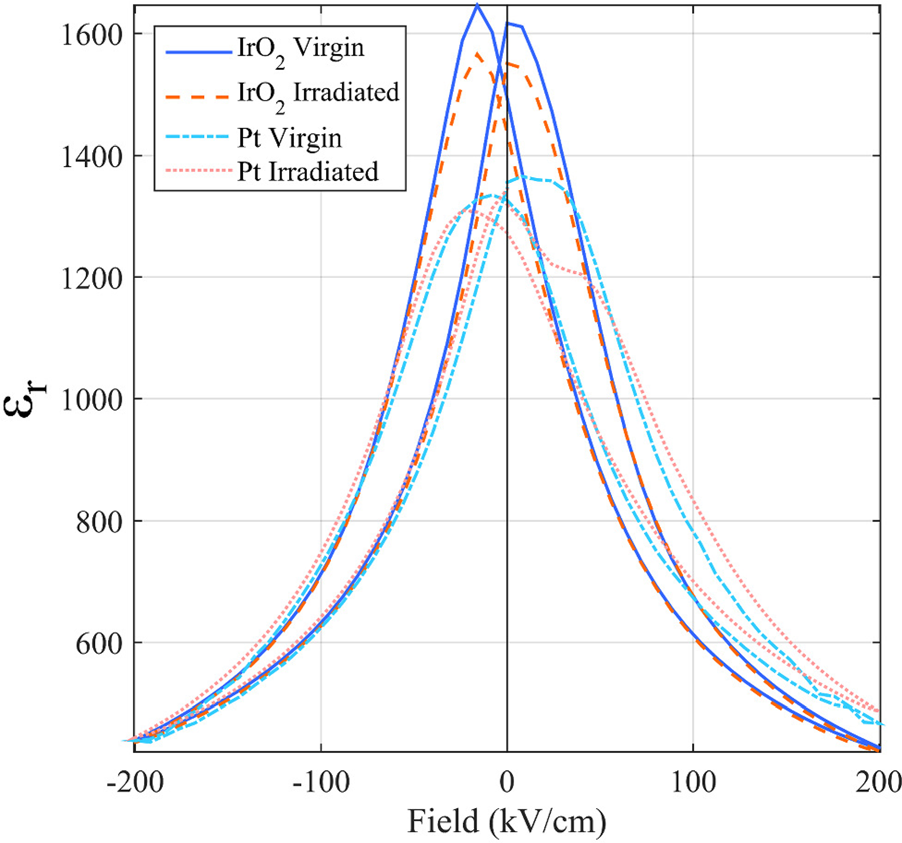 1600
1400
1200
1000
800
600
εr
IrO2 Virgin
IrO2 Irradiated
Pt Virgin
Pt Irradiated
-200 -100 0 100 200
Field (kV/cm)